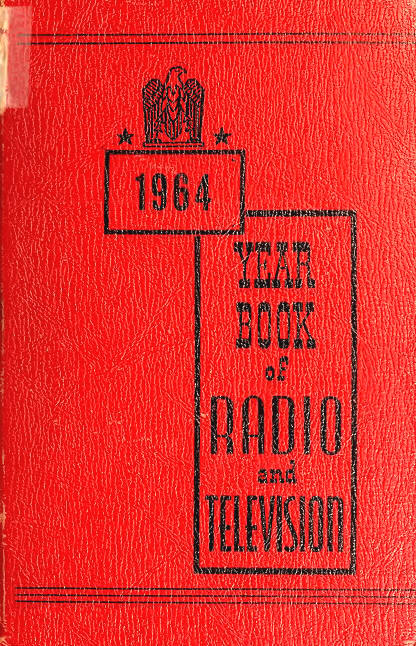 1964
YEAR
BOOK
of
RADIO
and
TELEVISION